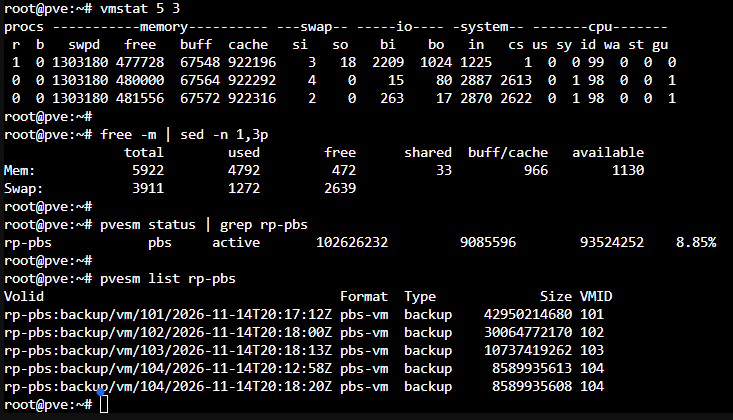 root@pve:~# vmstat 5 3
procs -----------memory---------- ---swap-- -----io---- -system-- -------cpu-------
 r  b   swpd   free   buff  cache   si   so    bi    bo   in   cs us sy id wa st gu
 1  0 1303180 477728  67548 922196    3   18  2209  1024 1225    1  0  0 99  0  0  0
 0  0 1303180 480000  67564 922292    4    0    15    80 2887 2613  0  1 98  0  0  1
 0  0 1303180 481556  67572 922316    2    0   263    17 2870 2622  0  1 98  0  0  1
root@pve:~#
root@pve:~# free -m | sed -n 1,3p
               total        used        free      shared  buff/cache   available
Mem:            5922        4792         472          33         966        1130
Swap:           3911        1272        2639
root@pve:~#
root@pve:~# pvesm status | grep rp-pbs
rp-pbs            pbs     active       102626232         9085596        93524252    8.85%
root@pve:~#
root@pve:~# pvesm list rp-pbs
Volid                                     Format  Type             Size VMID
rp-pbs:backup/vm/101/2026-11-14T20:17:12Z pbs-vm  backup    42950214680 101
rp-pbs:backup/vm/102/2026-11-14T20:18:00Z pbs-vm  backup    30064772170 102
rp-pbs:backup/vm/103/2026-11-14T20:18:13Z pbs-vm  backup    10737419262 103
rp-pbs:backup/vm/104/2026-11-14T20:12:58Z pbs-vm  backup     8589935613 104
rp-pbs:backup/vm/104/2026-11-14T20:18:20Z pbs-vm  backup     8589935608 104
root@pve:~#